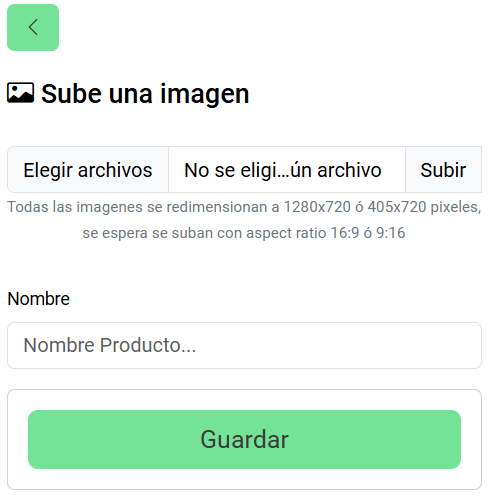 Sube una imagen
Elegir archivos No se eligi...ún archivo Subir
Todas las imagenes se redimensionan a 1280x720 ó 405x720 pixeles,
se espera se suban con aspect ratio 16:9 ó 9:16
Nombre
Nombre Producto...
Guardar